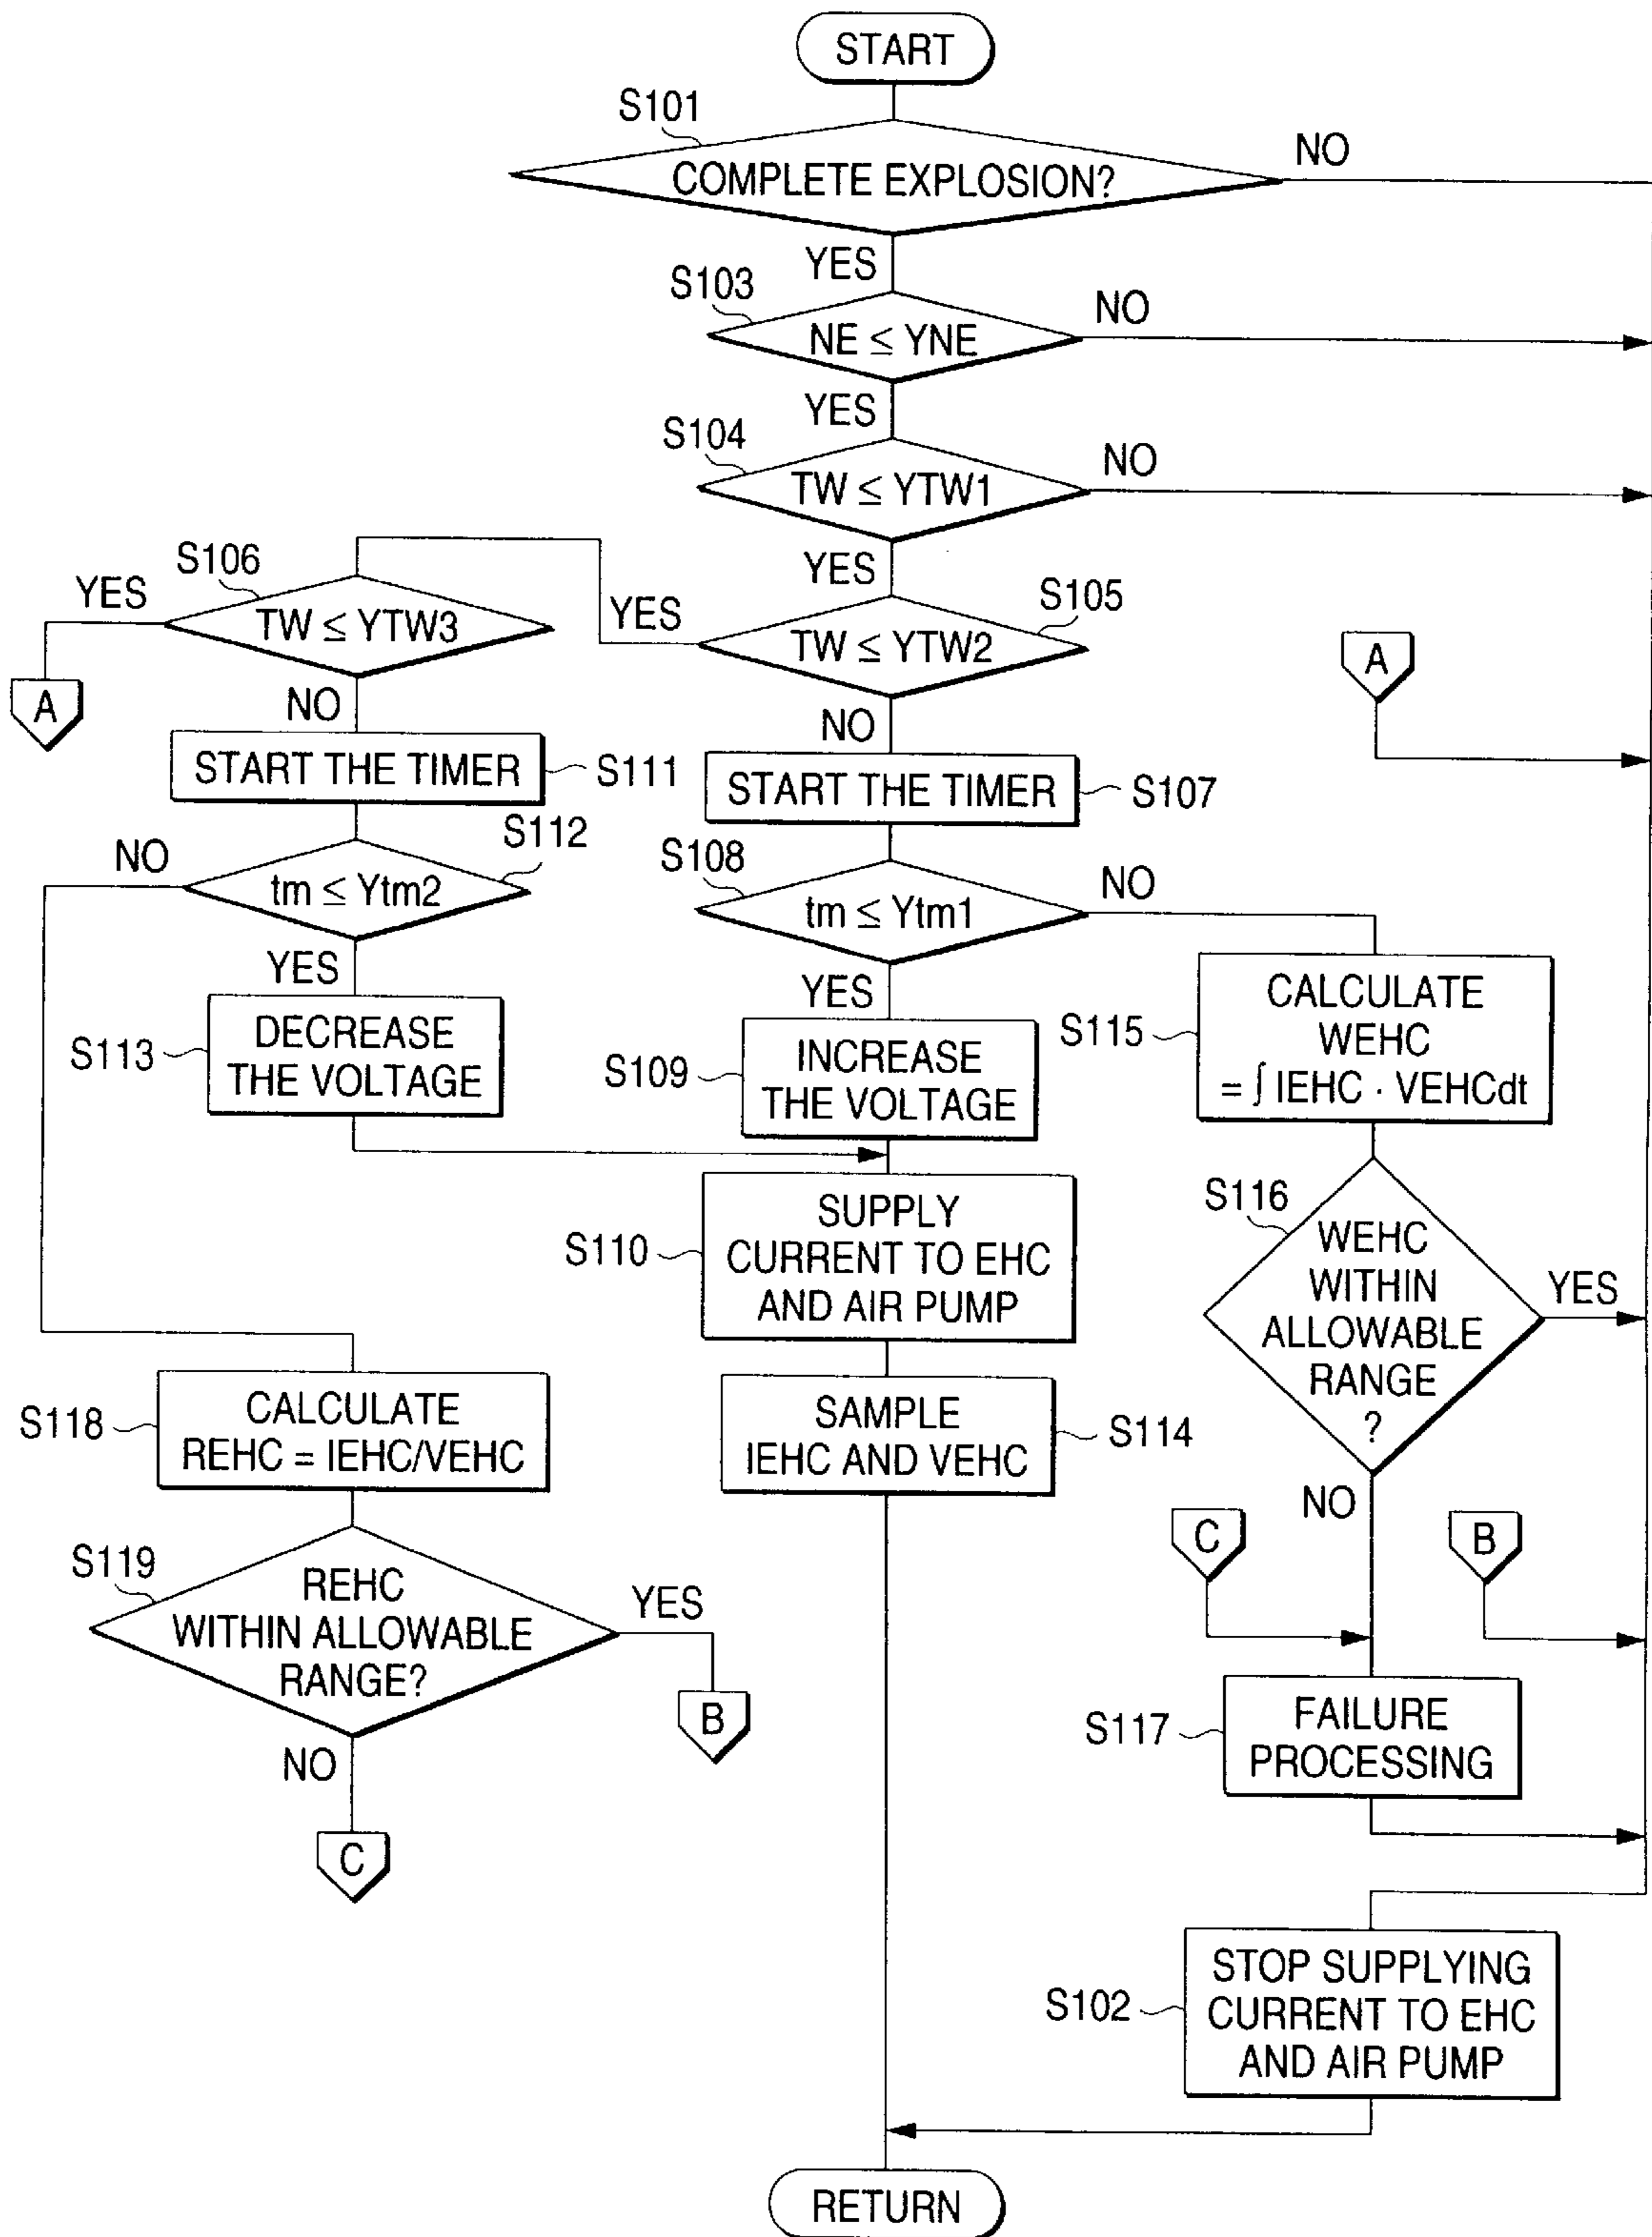 START
S101
COMPLETE EXPLOSION?
NO
YES
S103
NE ≤ YNE
NO
YES
S104
TW ≤ YTW1
NO
YES
S106
YES
TW ≤ YTW3
YES
S105
TW ≤ YTW2
A
A
NO
NO
START THE TIMER
S111
START THE TIMER
S107
S112
NO
tm ≤ Ytm2
S108
tm ≤ Ytm1
NO
YES
YES
S113
DECREASE
THE VOLTAGE
S109
INCREASE
THE VOLTAGE
S115
CALCULATE
WEHC
= ∫ IEHC · VEHCdt
S110
SUPPLY
CURRENT TO EHC
AND AIR PUMP
S116
WEHC
WITHIN
ALLOWABLE
RANGE
?
YES
NO
S118
CALCULATE
REHC = IEHC/VEHC
SAMPLE
IEHC AND VEHC
S114
C
B
S119
REHC
WITHIN ALLOWABLE
RANGE?
YES
B
NO
C
S117
FAILURE
PROCESSING
S102
STOP SUPPLYING
CURRENT TO EHC
AND AIR PUMP
RETURN